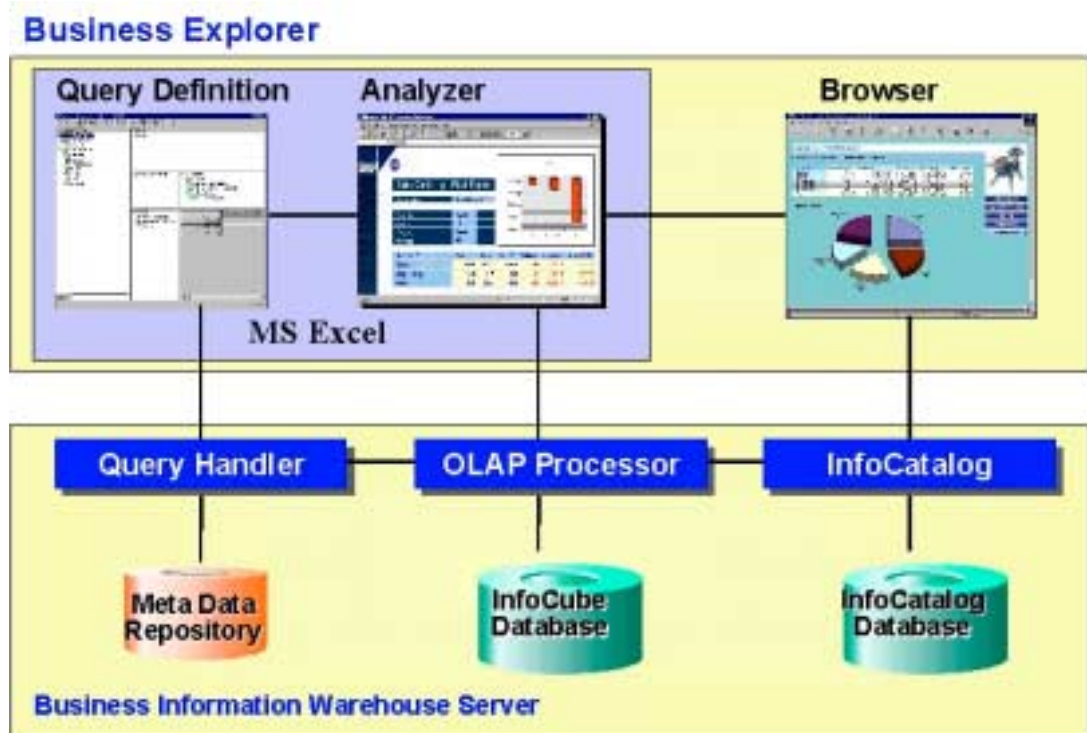 Business Explorer
Query Definition
Analyzer
Browser
MS Excel
Query Handler
OLAP Processor
InfoCatalog
Meta Data
Repository
InfoCube
Database
InfoCatalog
Database
Business Information Warehouse Server